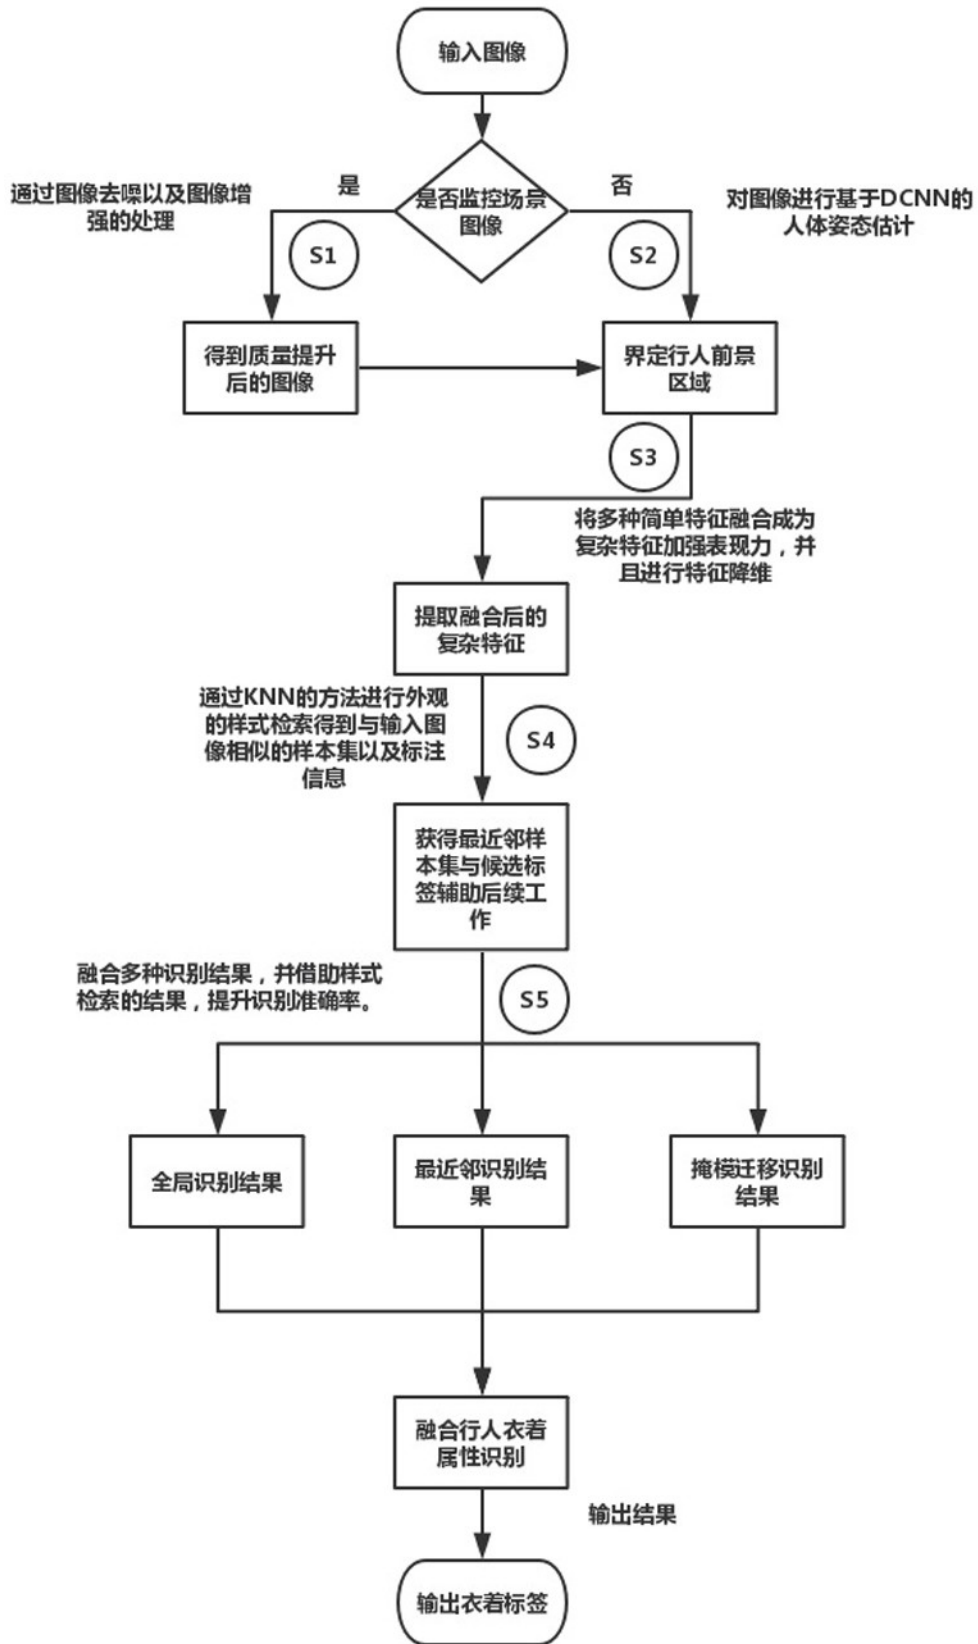 输入图像
是否监控场景
图像
是
否
通过图像去噪以及图像增
强的处理
对图像进行基于DCNN的
人体姿态估计
S1
S2
得到质量提升
后的图像
界定行人前景
区域
S3
将多种简单特征融合成为
复杂特征加强表现力，并
且进行特征降维
提取融合后的
复杂特征
通过KNN的方法进行外观
的样式检索得到与输入图
像相似的样本集以及标注
信息
S4
获得最近邻样
本集与候选标
签辅助后续工
作
融合多种识别结果，并借助样式
检索的结果，提升识别准确率。
S5
全局识别结果
最近邻识别结
果
掩模迁移识别
结果
融合行人衣着
属性识别
输出结果
输出衣着标签